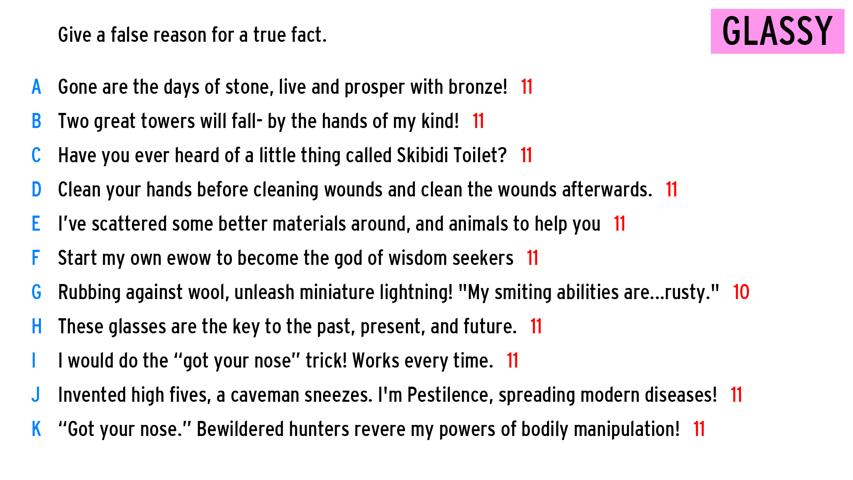 Give a false reason for a true fact.
GLASSY
A Gone are the days of stone, live and prosper with bronze! 11
B Two great towers will fall- by the hands of my kind! 11
C Have you ever heard of a little thing called Skibidi Toilet? 11
D Clean your hands before cleaning wounds and clean the wounds afterwards. 11
E I've scattered some better materials around, and animals to help you 11
F Start my own ewow to become the god of wisdom seekers 11
G Rubbing against wool, unleash miniature lightning! "My smiting abilities are...rusty." 10
H These glasses are the key to the past, present, and future. 11
I I would do the “got your nose” trick! Works every time. 11
J Invented high fives, a caveman sneezes. I'm Pestilence, spreading modern diseases! 11
K “Got your nose.” Bewildered hunters revere my powers of bodily manipulation! 11